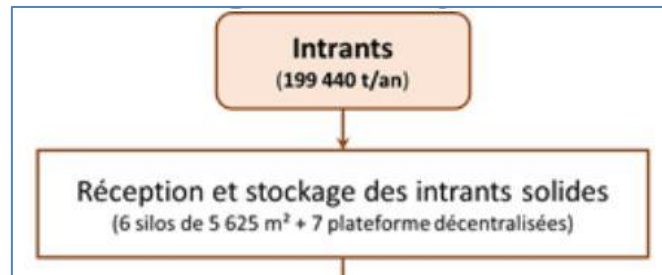 Intrants
(199 440 t/an)
Réception et stockage des intrants solides
(6 silos de 5 625 m² + 7 plateforme décentralisées)